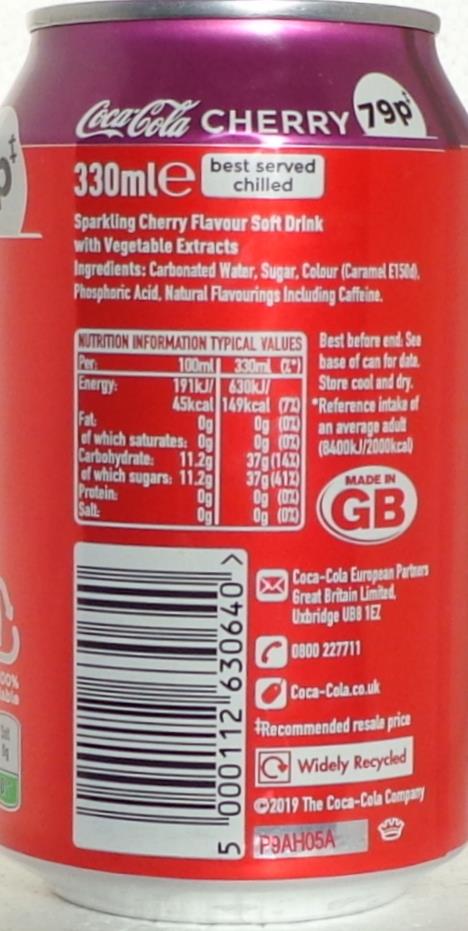 Coca-Cola CHERRY 79p‡
330ml e best served chilled
Sparkling Cherry Flavour Soft Drink
with Vegetable Extracts
Ingredients: Carbonated Water, Sugar, Colour (Caramel E150d),
Phosphoric Acid, Natural Flavourings Including Caffeine.
NUTRITION INFORMATION TYPICAL VALUES
Per: 100ml 330ml (%*)
Energy: 191kJ/ 630kJ/
45kcal 149kcal (7%)
Fat: 0g 0g (0%)
of which saturates: 0g 0g (0%)
Carbohydrate: 11.2g 37g (14%)
of which sugars: 11.2g 37g (41%)
Protein: 0g 0g (0%)
Salt: 0g 0g (0%)
Best before end: See
base of can for date.
Store cool and dry.
*Reference intake of
an average adult
(8400kJ/2000kcal)
MADE IN
GB
5 000112 630640 >
Coca-Cola European Partners
Great Britain Limited,
Uxbridge UB8 1EZ
0800 227711
Coca-Cola.co.uk
‡Recommended resale price
Widely Recycled
©2019 The Coca-Cola Company
P9AH05A
p‡
Salt
0g